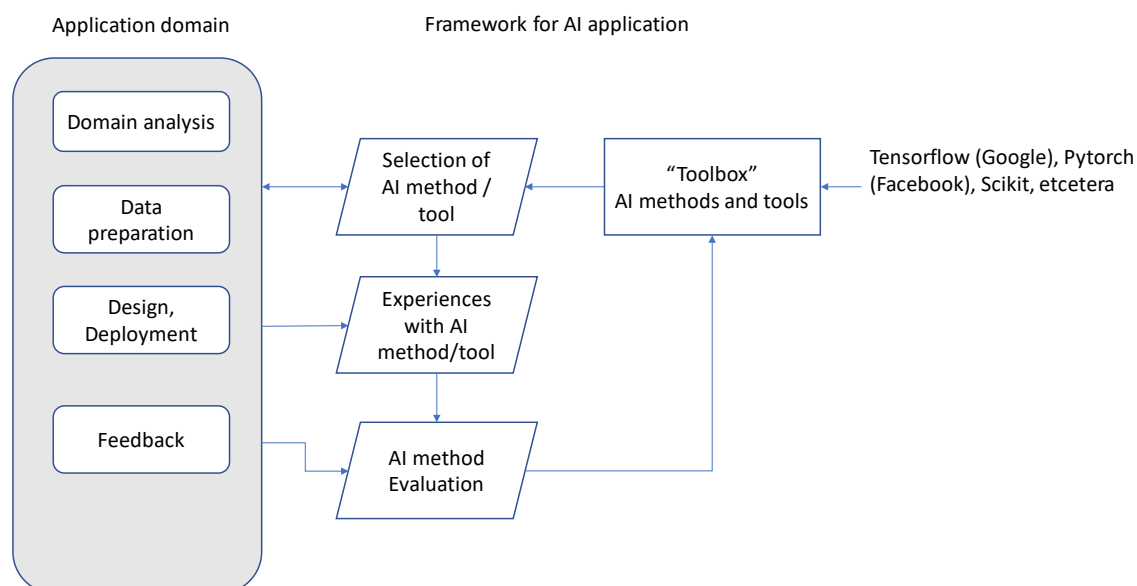 Application domain
Framework for AI application
Domain analysis
Data
preparation
Design,
Deployment
Feedback
Selection of
AI method /
tool
Experiences
with AI
method/tool
AI method
Evaluation
“Toolbox”
AI methods and tools
Tensorflow (Google), Pytorch
(Facebook), Scikit, etcetera